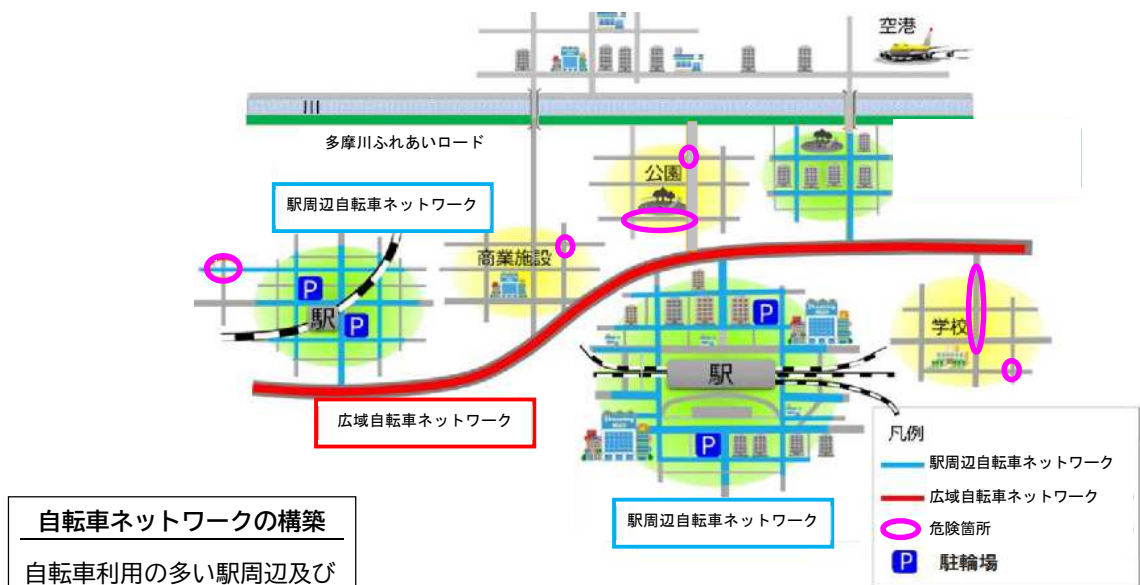 空港
多摩川ふれあいロード
公園
駅周辺自転車ネットワーク
商業施設
P
駅
P
P
学校
駅
広域自転車ネットワーク
P
駅周辺自転車ネットワーク
凡例
駅周辺自転車ネットワーク
広域自転車ネットワーク
危険箇所
P 駐輪場
自転車ネットワークの構築
自転車利用の多い駅周辺及び